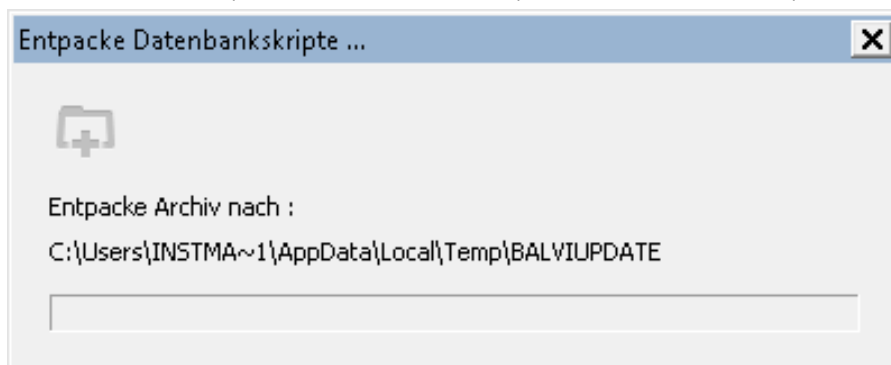 Entpacke Datenbankskripte ...
Entpacke Archiv nach :
C:\Users\INSTMA~1\AppData\Local\Temp\BALVIUPDATE